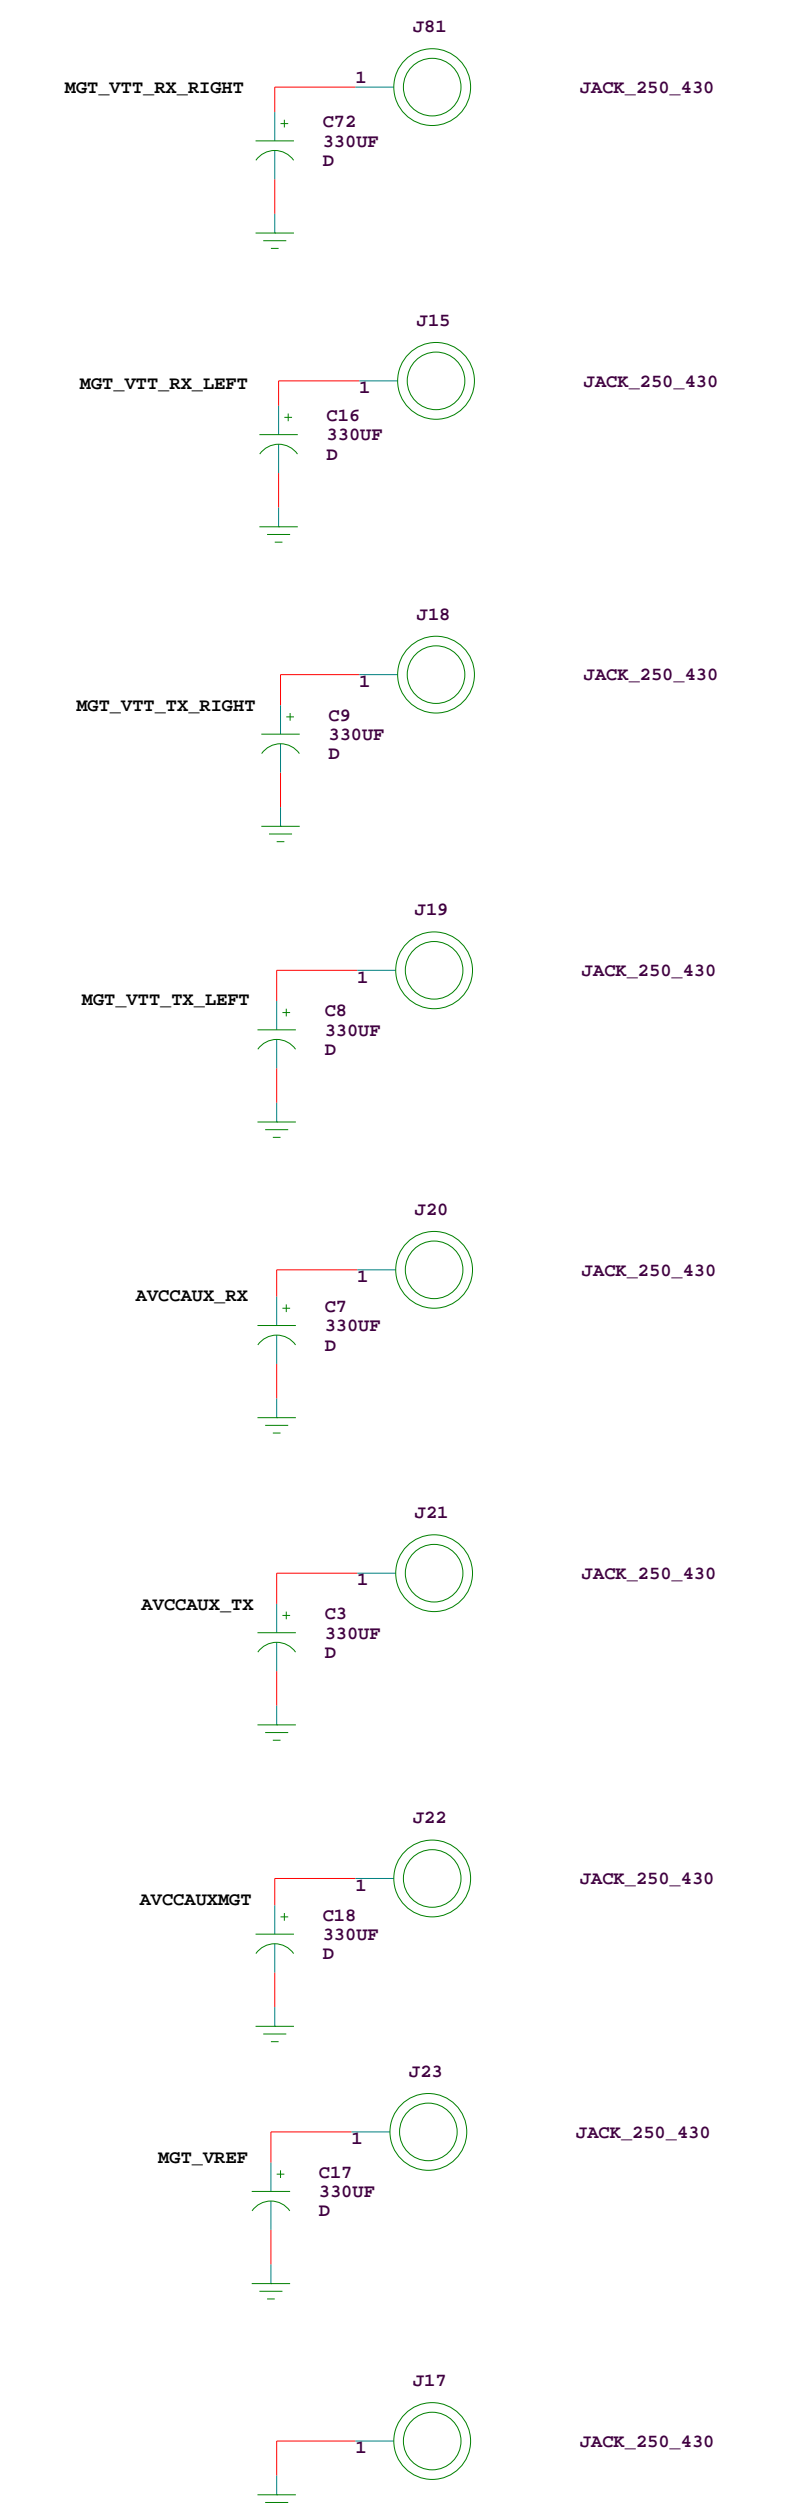 J81
1
MGT_VTT_RX_RIGHT
JACK_250_430
+
C72
330UF
D
J15
MGT_VTT_RX_LEFT
1
JACK_250_430
+
C16
330UF
D
J18
1
JACK_250_430
MGT_VTT_TX_RIGHT
+
C9
330UF
D
J19
1
JACK_250_430
MGT_VTT_TX_LEFT
+
C8
330UF
D
J20
1
JACK_250_430
AVCCAUX_RX
+
C7
330UF
D
J21
1
JACK_250_430
AVCCAUX_TX
+
C3
330UF
D
J22
1
JACK_250_430
AVCCAUXMGT
+
C18
330UF
D
J23
1
JACK_250_430
MGT_VREF
+
C17
330UF
D
J17
1
JACK_250_430